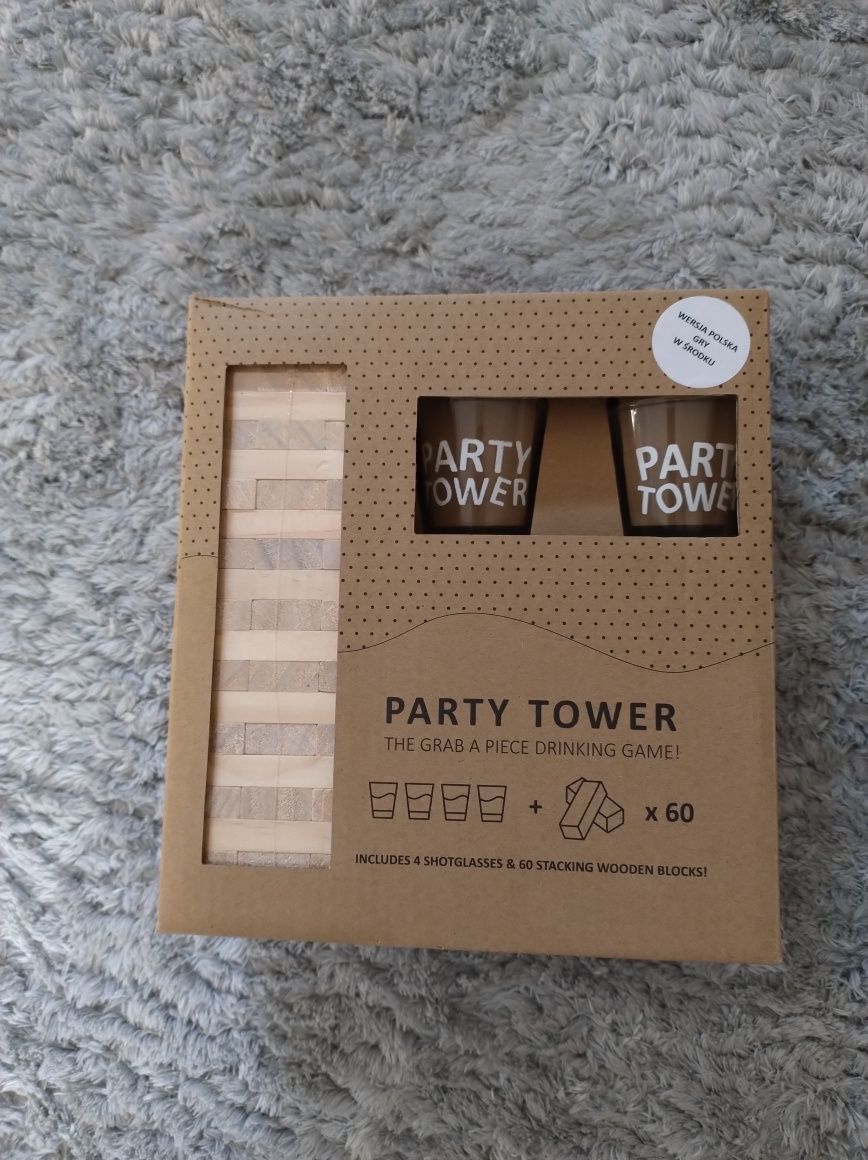 WERSJA POLSKA
GRY
W ŚRODKU
PARTY
TOWER
PART
TOWE
PARTY TOWER
THE GRAB A PIECE DRINKING GAME!
+ x 60
INCLUDES 4 SHOTGLASSES & 60 STACKING WOODEN BLOCKS!